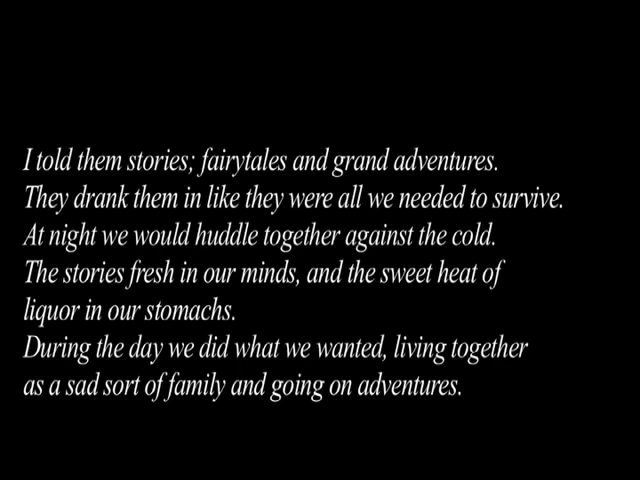 I told them stories; fairytales and grand adventures.
They drank them in like they were all we needed to survive.
At night we would huddle together against the cold.
The stories fresh in our minds, and the sweet heat of
liquor in our stomachs.
During the day we did what we wanted, living together
as a sad sort of family and going on adventures.